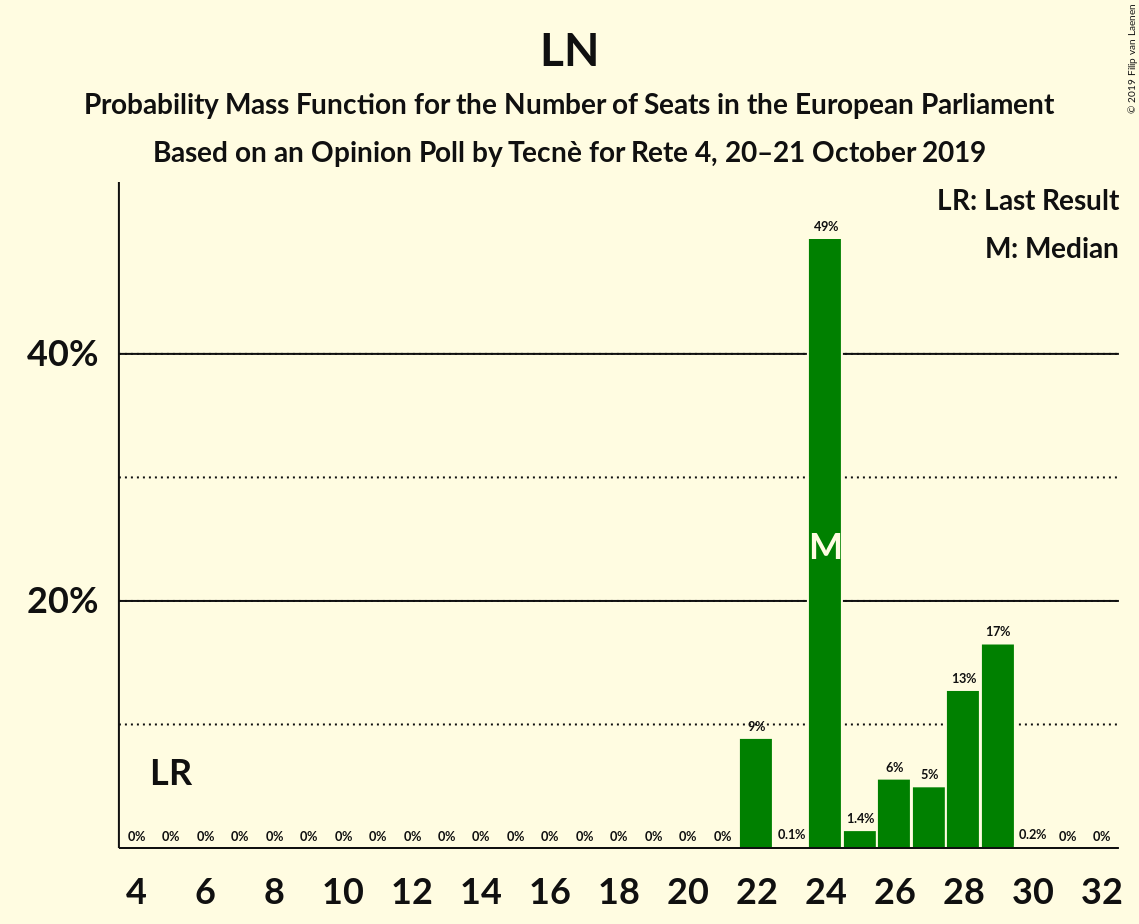 LN
Probability Mass Function for the Number of Seats in the European Parliament
Based on an Opinion Poll by Tecnè for Rete 4, 20–21 October 2019
© 2019 Filip van Laenen
LR: Last Result
M: Median
49%
40%
M
20%
17%
13%
9%
LR
6%
5%
1.4%
0% 0% 0% 0% 0% 0% 0% 0% 0% 0% 0% 0% 0% 0% 0% 0% 0% 0% 0.1% 0.2% 0% 0%
4 6 8 10 12 14 16 18 20 22 24 26 28 30 32